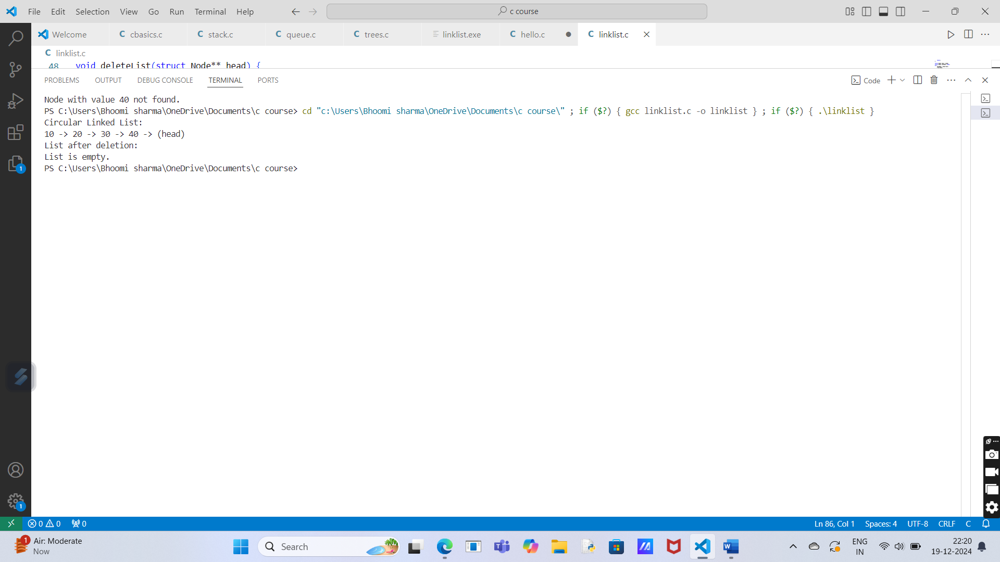 File Edit Selection View Go Run Terminal Help
c course
Welcome
cbasics.c
stack.c
queue.c
trees.c
linklist.exe
hello.c
linklist.c
linklist.c
48 void deleteList(struct Node** head) {
PROBLEMS OUTPUT DEBUG CONSOLE TERMINAL PORTS
Code
Node with value 40 not found.
PS C:\Users\Bhoomi sharma\OneDrive\Documents\c course> cd "c:\Users\Bhoomi sharma\OneDrive\Documents\c course\" ; if ($?) { gcc linklist.c -o linklist } ; if ($?) { .\linklist }
Circular Linked List:
10 -> 20 -> 30 -> 40 -> (head)
List after deletion:
List is empty.
PS C:\Users\Bhoomi sharma\OneDrive\Documents\c course>
1
1
0 0 0
Ln 86, Col 1 Spaces: 4 UTF-8 CRLF C
1
Air: Moderate
Now
Search
ENG
IN
22:20
19-12-2024